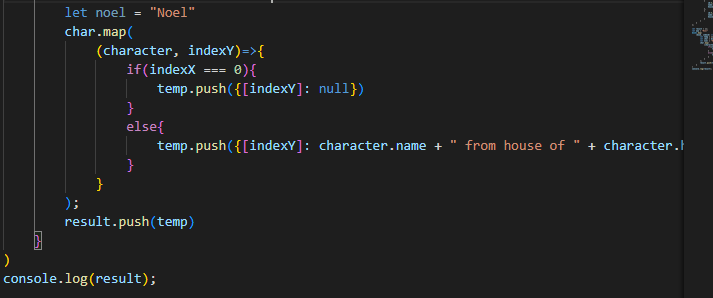 let noel = "Noel"
char.map(
(character, indexY)=>{
if(indexX === 0){
temp.push({[indexY]: null})
}
else{
temp.push({[indexY]: character.name + " from house of " + character.h
}
}
);
result.push(temp)
}
)
console.log(result);